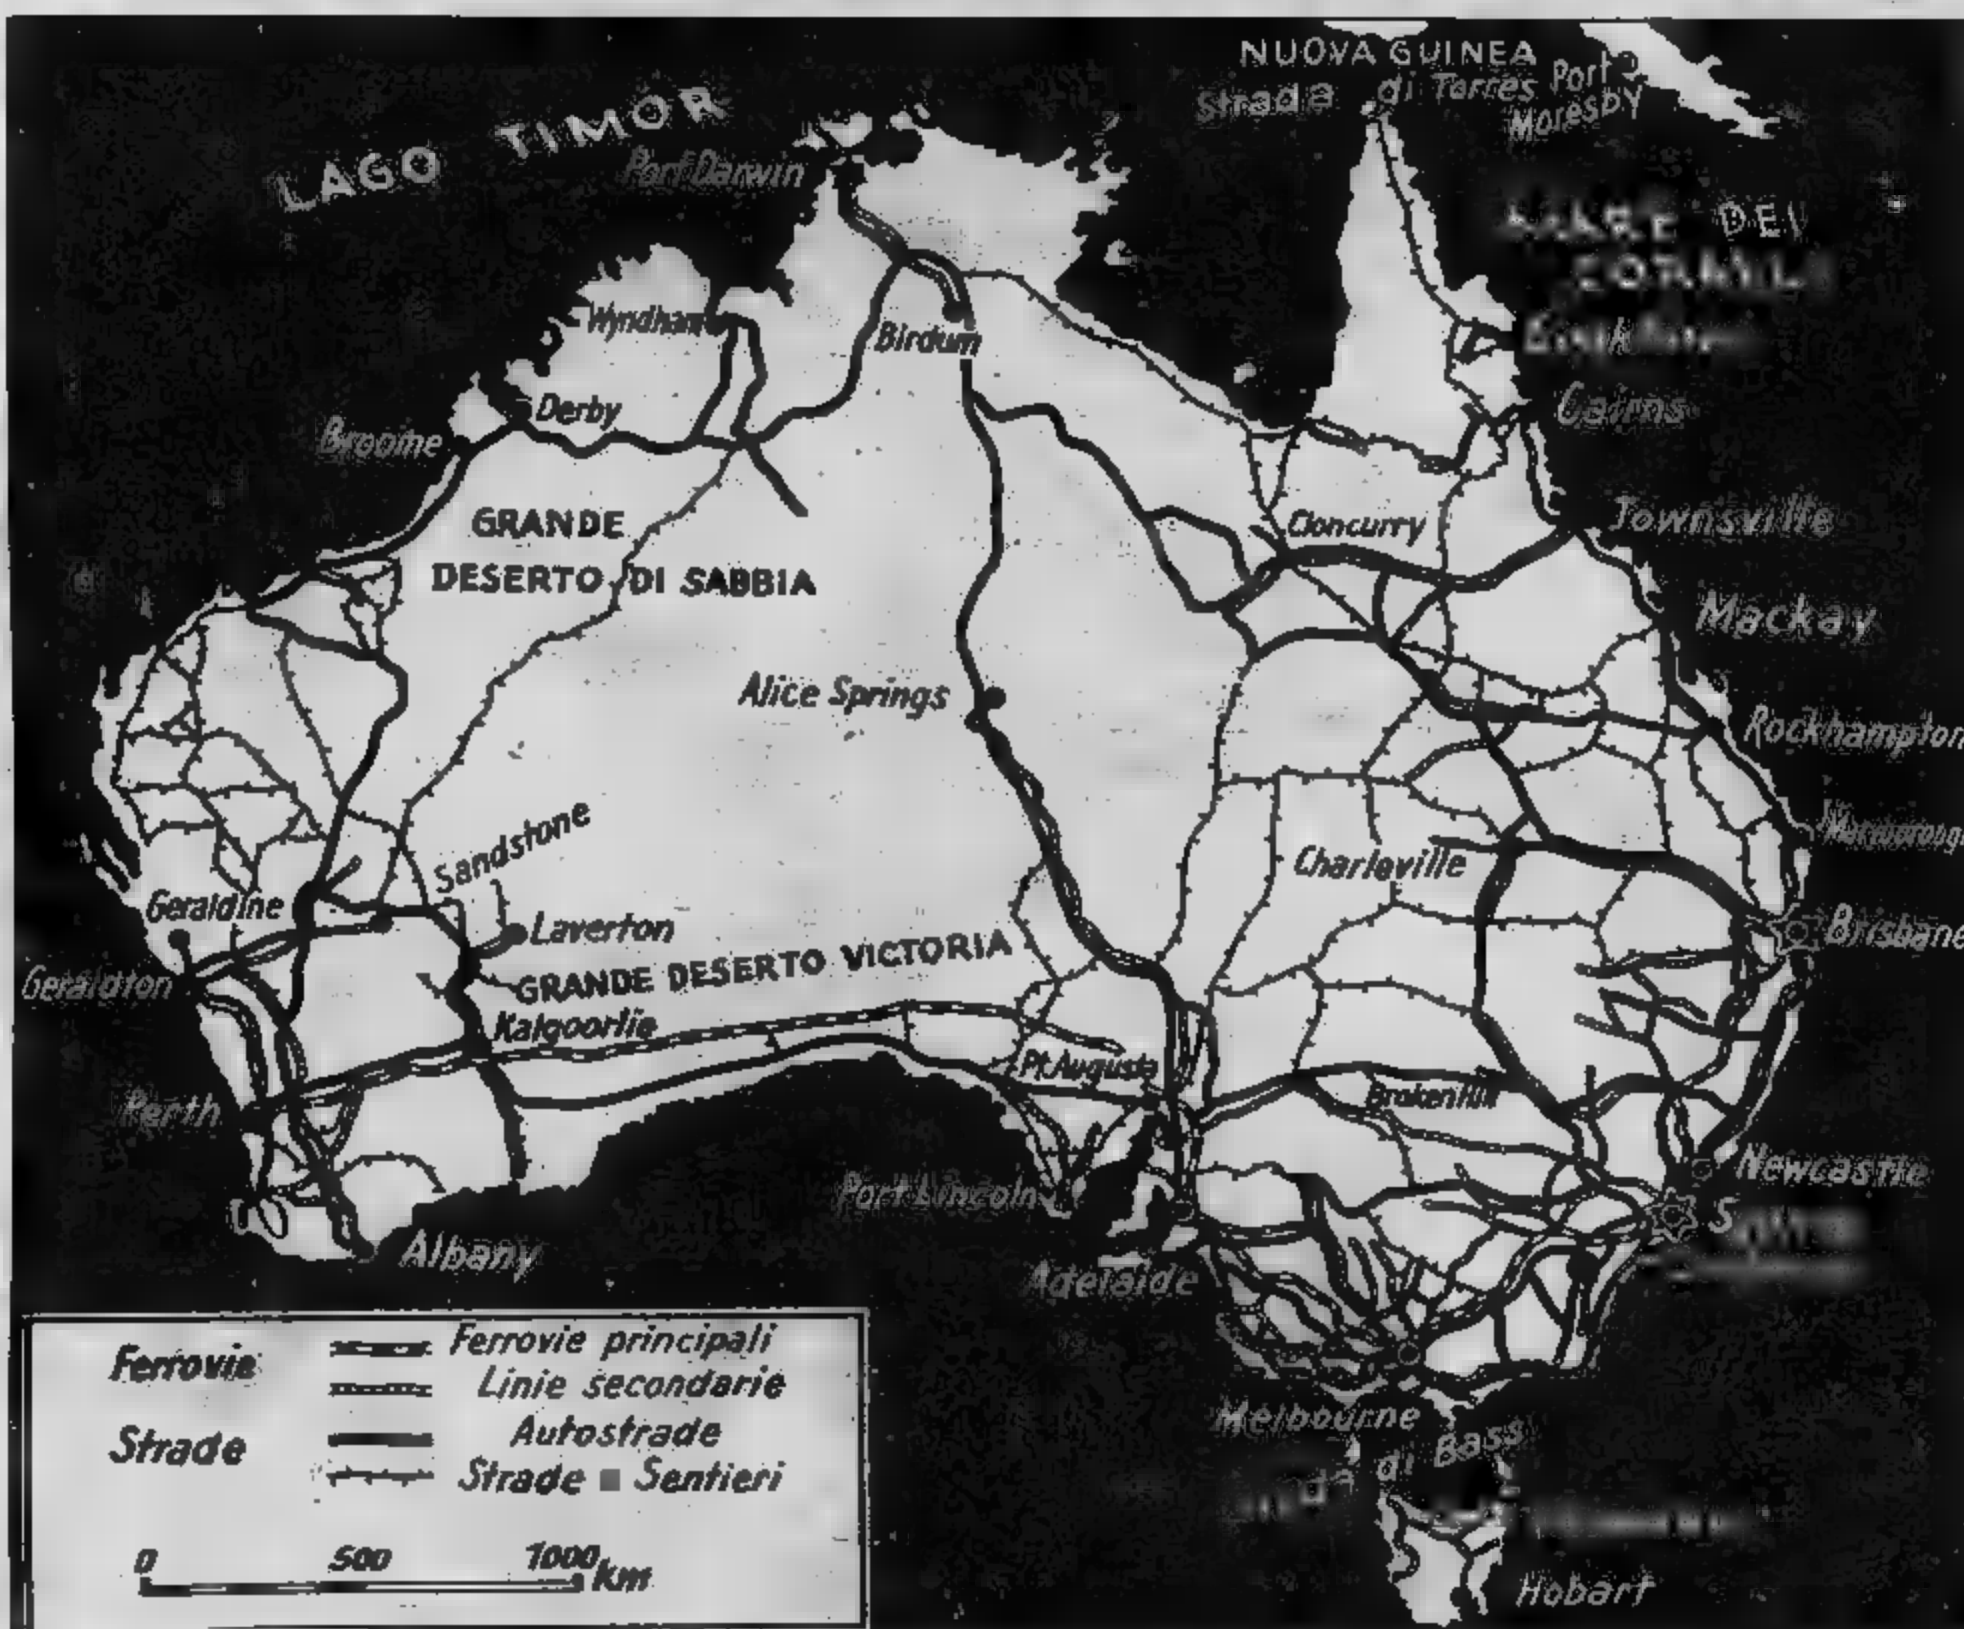 NUOVA GUINEA
Strada di Torres
Port
Moresby
LAGO TIMOR
Port Darwin
DEI
Wyndham
Birdum
Derby
Broome
Cairns
GRANDE
DESERTO DI SABBIA
Cloncurry
Townsville
Mackay
Alice Springs
Rockhampton
Sandstone
Charleville
Geraldine
Laverton
Brisbane
GRANDE DESERTO VICTORIA
Geraldton
Kalgoorlie
Pt. Augusta
Broken Hill
Perth
Newcastle
Port Lincoln
Albany
Adelaide
Melbourne
di Bass
Hobart
Ferrovie
Ferrovie principali
Linie secondarie
Strade
Autostrade
Strade Sentieri
0 500 1000 Km